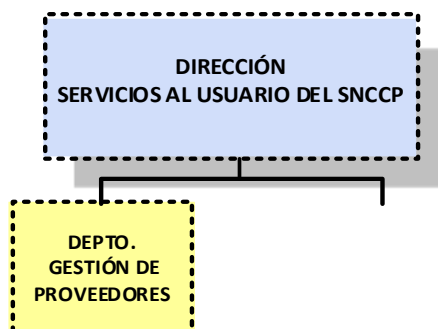 DIRECCIÓN
SERVICIOS AL USUARIO DEL SNCCP
DEPTO.
GESTIÓN DE
PROVEEDORES